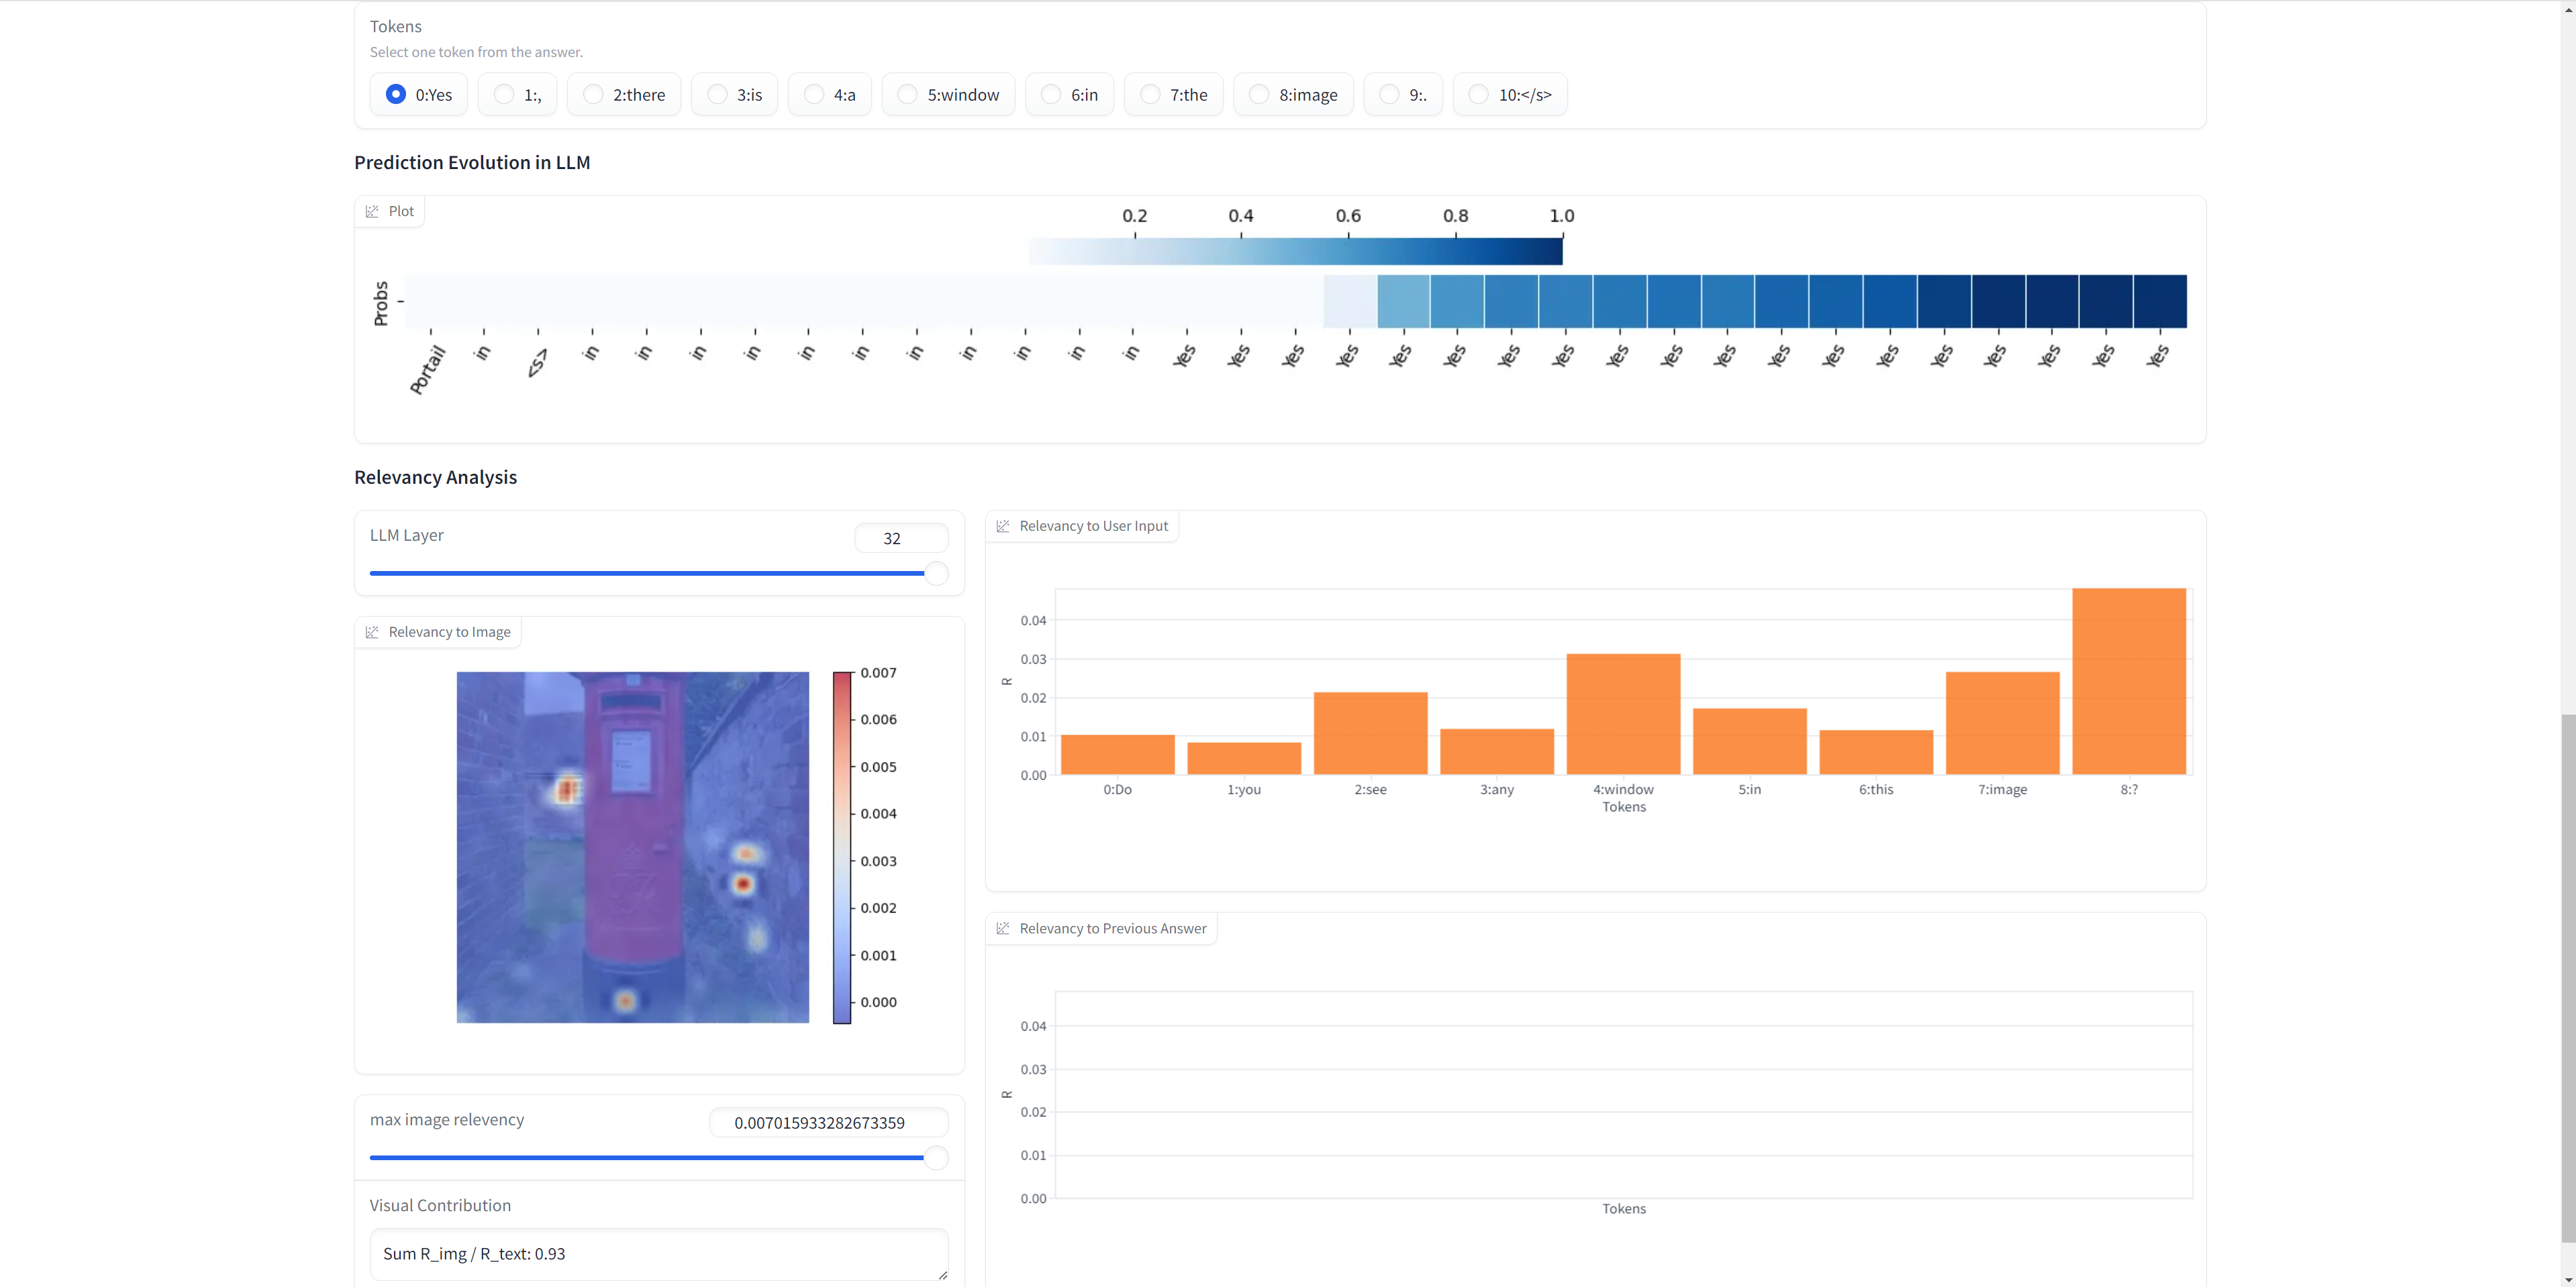 Tokens
Select one token from the answer.
0:Yes 1:, 2:there 3:is 4:a 5:window 6:in 7:the 8:image 9:. 10:</s>
Prediction Evolution in LLM
Plot
0.2 0.4 0.6 0.8 1.0
Probs
Portail in <s> in in in in in in in in in in in Yes Yes Yes Yes Yes Yes Yes Yes Yes Yes Yes Yes Yes Yes Yes Yes Yes Yes Yes
Relevancy Analysis
LLM Layer
32
Relevancy to Image
0.007
0.006
0.005
0.004
0.003
0.002
0.001
0.000
max image relevency
0.007015933282673359
Visual Contribution
Sum R_img / R_text: 0.93
Relevancy to User Input
R
0.04
0.03
0.02
0.01
0.00
0:Do 1:you 2:see 3:any 4:window 5:in 6:this 7:image 8:?
Tokens
Relevancy to Previous Answer
R
0.04
0.03
0.02
0.01
0.00
Tokens